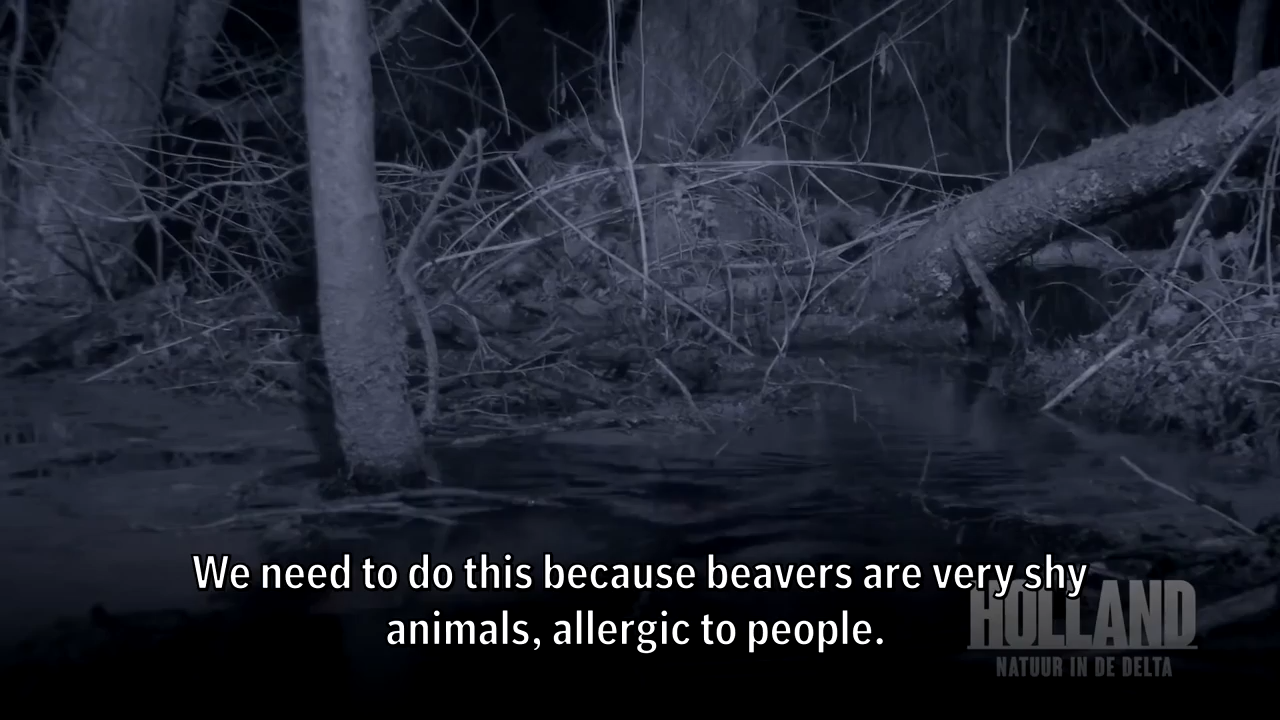 We need to do this because beavers are very shy
animals, allergic to people.
HOLLAND
NATUUR IN DE DELTA